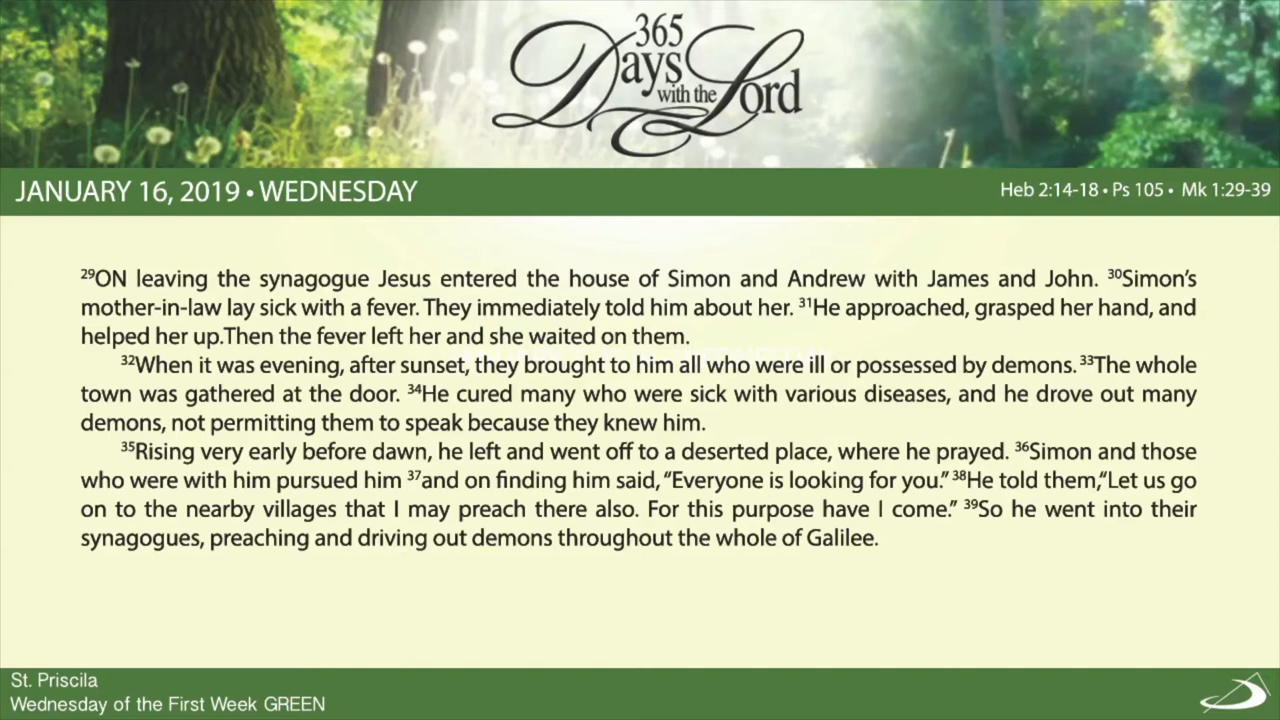 365
Days
with the Lord
JANUARY 16, 2019 • WEDNESDAY
Heb 2:14-18 • Ps 105 • Mk 1:29-39
²⁹ON leaving the synagogue Jesus entered the house of Simon and Andrew with James and John. ³⁰Simon's
mother-in-law lay sick with a fever. They immediately told him about her. ³¹He approached, grasped her hand, and
helped her up.Then the fever left her and she waited on them.
³²When it was evening, after sunset, they brought to him all who were ill or possessed by demons. ³³The whole
town was gathered at the door. ³⁴He cured many who were sick with various diseases, and he drove out many
demons, not permitting them to speak because they knew him.
³⁵Rising very early before dawn, he left and went off to a deserted place, where he prayed. ³⁶Simon and those
who were with him pursued him ³⁷and on finding him said, “Everyone is looking for you.” ³⁸He told them,“Let us go
on to the nearby villages that I may preach there also. For this purpose have I come.” ³⁹So he went into their
synagogues, preaching and driving out demons throughout the whole of Galilee.
St. Priscila
Wednesday of the First Week GREEN